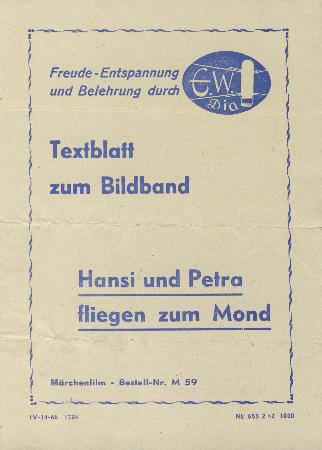 Freude-Entspannung
und Belehrung durch
E.W.
Dia
Textblatt
zum Bildband
Hansi und Petra
fliegen zum Mond
Märchenfilm - Bestell-Nr. M 59
IV-14-66 1724
Nk 653 2 62 1000